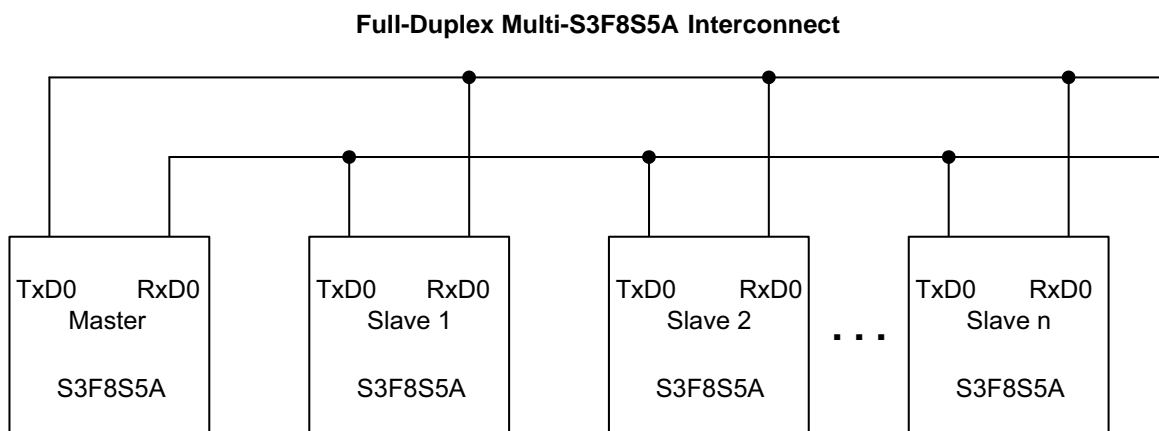 Full-Duplex Multi-S3F8S5A Interconnect
TxD0 RxD0
Master
S3F8S5A
TxD0 RxD0
Slave 1
S3F8S5A
TxD0 RxD0
Slave 2
S3F8S5A
. . .
TxD0 RxD0
Slave n
S3F8S5A